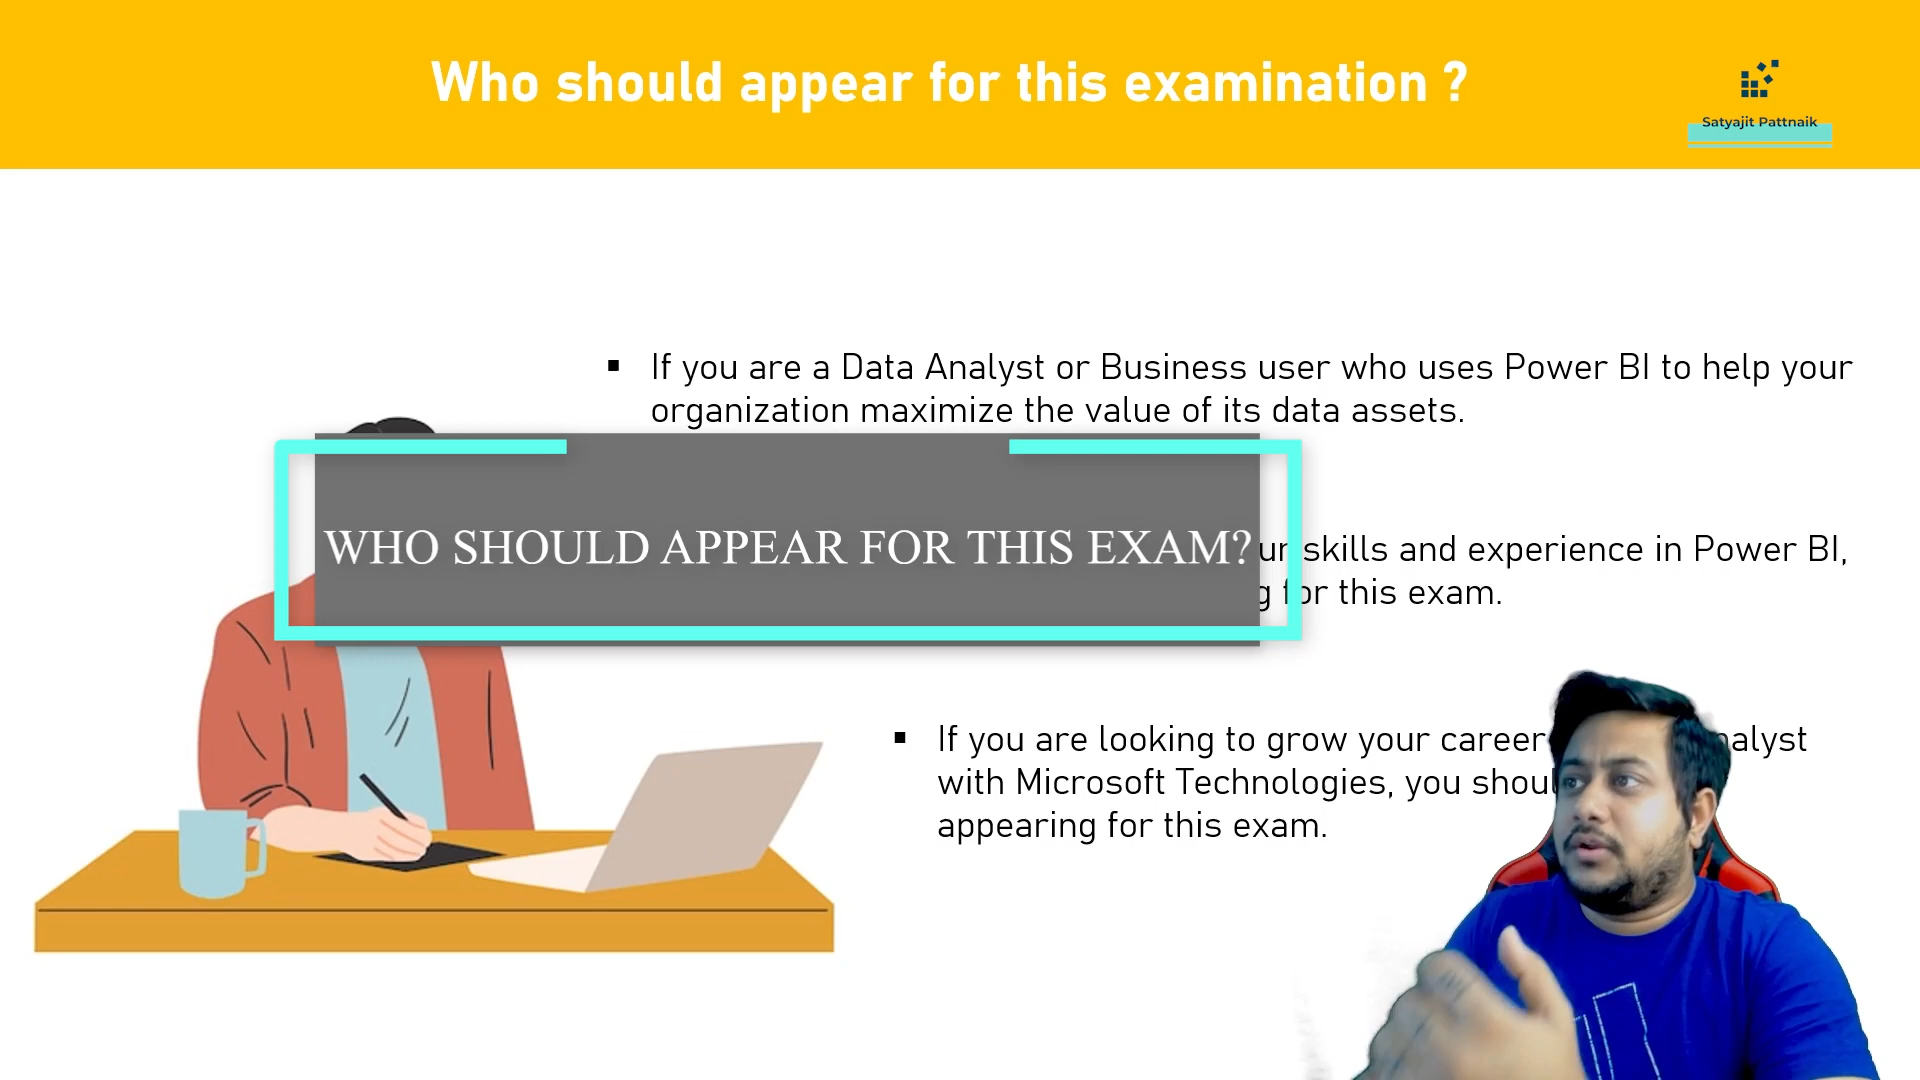 Who should appear for this examination ?
Satyajit Pattnaik
If you are a Data Analyst or Business user who uses Power BI to help your
organization maximize the value of its data assets.
WHO SHOULD APPEAR FOR THIS EXAM?
skills and experience in Power BI,
for this exam.
If you are looking to grow your career
with Microsoft Technologies, you
appearing for this exam.